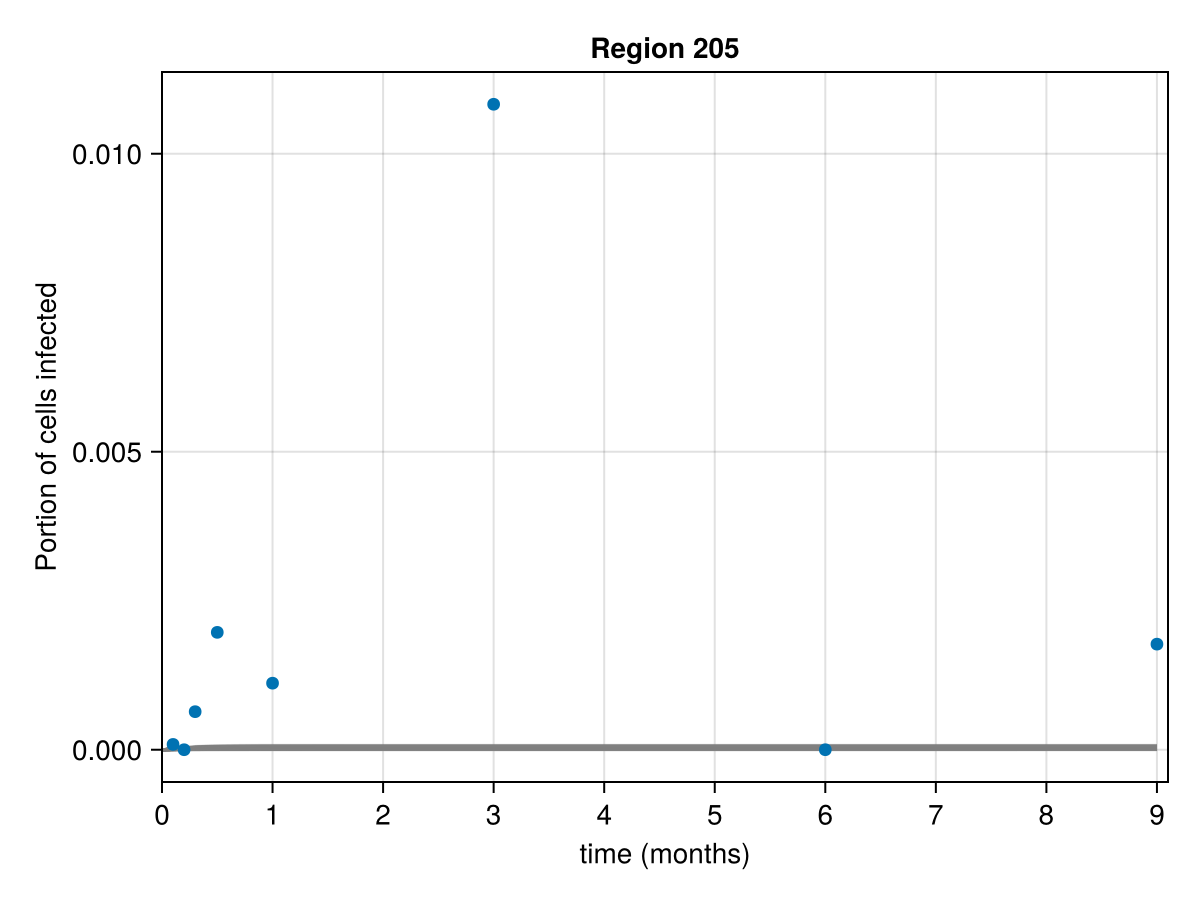 Region 205
0.010
0.005
0.000
Portion of cells infected
0 1 2 3 4 5 6 7 8 9
time (months)